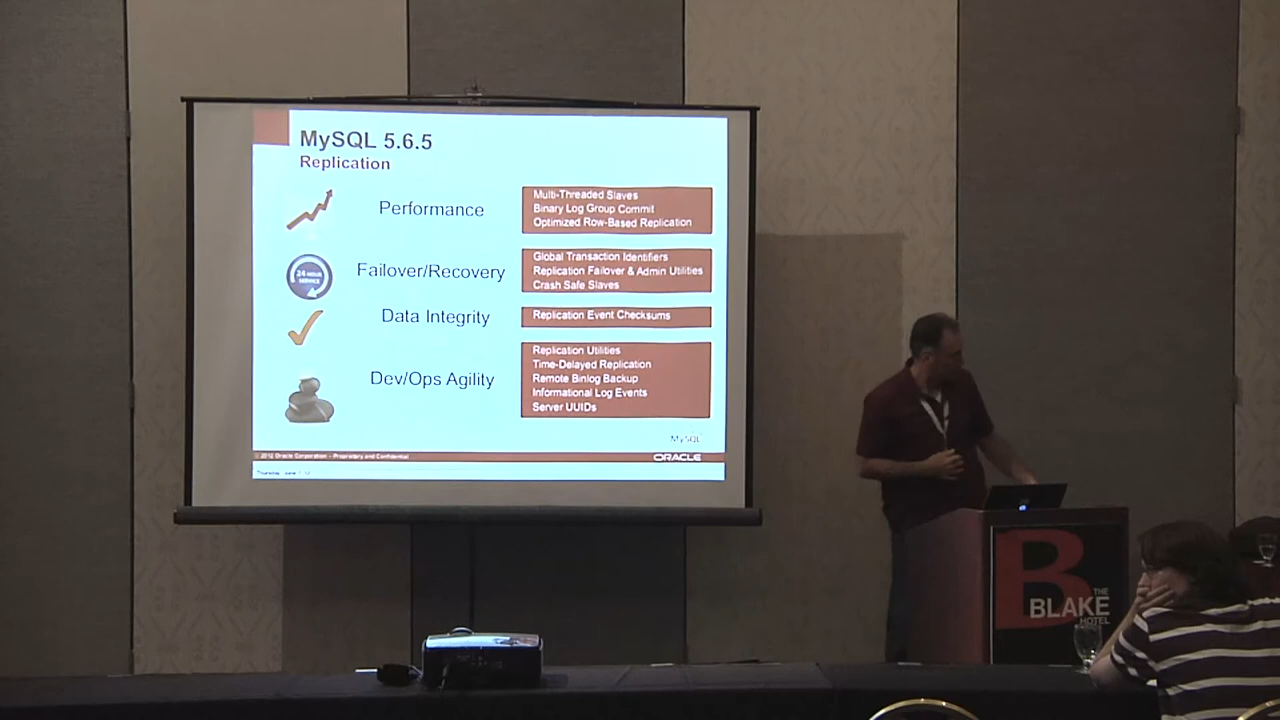 MySQL 5.6.5
Replication
Performance
Multi-Threaded Slaves
Binary Log Group Commit
Optimized Row-Based Replication
24 HOUR
SERVICE
Failover/Recovery
Global Transaction Identifiers
Replication Failover & Admin Utilities
Crash Safe Slaves
Data Integrity
Replication Event Checksums
Dev/Ops Agility
Replication Utilities
Time-Delayed Replication
Remote Binlog Backup
Informational Log Events
Server UUIDs
MySQL
© 2012 Oracle Corporation – Proprietary and Confidential
ORACLE
Thursday, June
B
THE
BLAKE
HOTEL